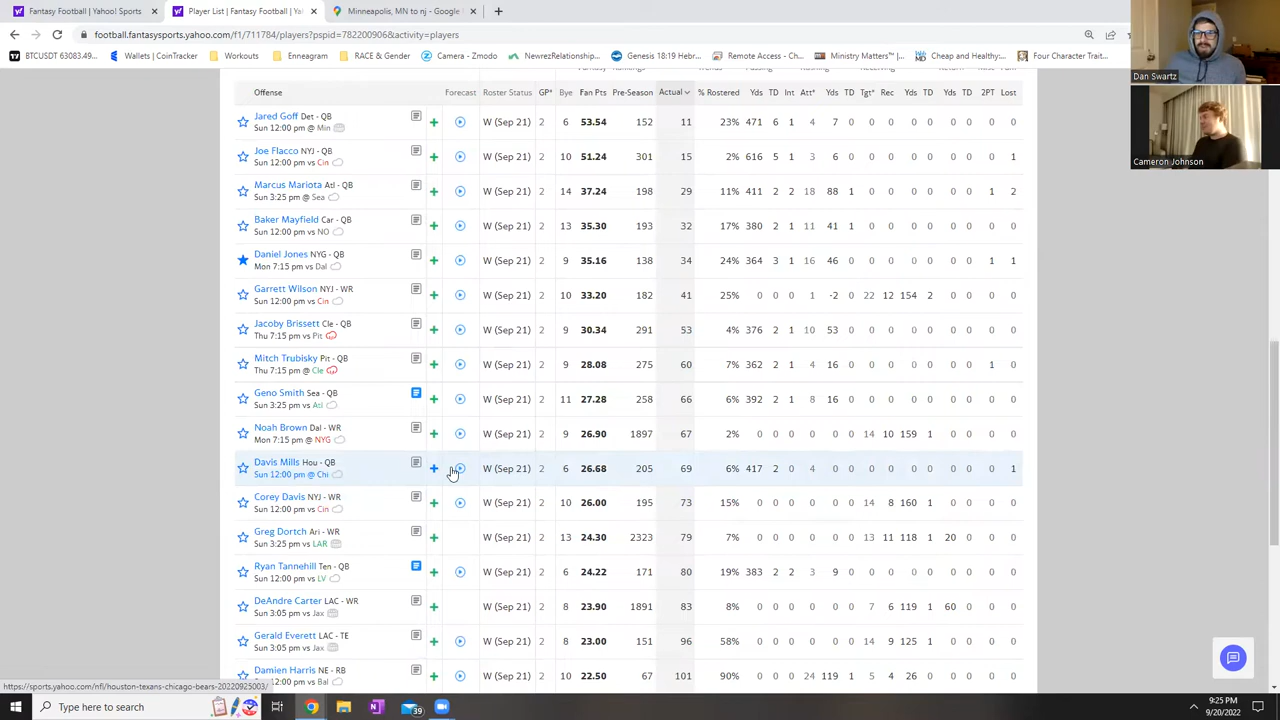 Fantasy Football | Yahoo! Sports
Player List | Fantasy Football | Ya
Minneapolis, MN to nj - Google
football.fantasysports.yahoo.com/f1/711784/players?pspid=782200906&activity=players
BTCUSDT 63083.49... Wallets | CoinTracker Workouts Enneagram RACE & Gender Camera - Zmodo NewrezRelationship... Genesis 18:19 Hebr... Remote Access - Ch... Ministry Matters™ |... Cheap and Healthy:... Four Character Trait...
Dan Swartz
Cameron Johnson
Offense Forecast Roster Status GP* Bye Fan Pts Pre-Season Actual % Rostered Yds TD Int Att* Yds TD Tgt* Rec Yds TD Yds TD 2PT Lost
Jared Goff Det - QB W (Sep 21) 2 6 53.54 152 11 23% 471 6 1 4 7 0 0 0 0 0 0 0 0 0
Sun 12:00 pm @ Min
Joe Flacco NYJ - QB W (Sep 21) 2 10 51.24 301 15 2% 616 5 1 3 6 0 0 0 0 0 0 0 0 1
Sun 12:00 pm vs Cin
Marcus Mariota Atl - QB W (Sep 21) 2 14 37.24 198 29 11% 411 2 2 18 88 1 0 0 0 0 0 0 1 2
Sun 3:25 pm @ Sea
Baker Mayfield Car - QB W (Sep 21) 2 13 35.30 193 32 17% 380 2 1 11 41 1 0 0 0 0 0 0 0 0
Sun 12:00 pm vs NO
Daniel Jones NYG - QB W (Sep 21) 2 9 35.16 138 34 24% 364 3 1 16 46 0 0 0 0 0 0 0 1 1
Mon 7:15 pm vs Dal
Garrett Wilson NYJ - WR W (Sep 21) 2 10 33.20 182 41 25% 0 0 0 1 -2 0 22 12 154 2 0 0 0 0
Sun 12:00 pm vs Cin
Jacoby Brissett Cle - QB W (Sep 21) 2 9 30.34 291 53 4% 376 2 1 10 53 0 0 0 0 0 0 0 0 0
Thu 7:15 pm vs Pit
Mitch Trubisky Pit - QB W (Sep 21) 2 9 28.08 275 60 7% 362 2 1 4 16 0 0 0 0 0 0 0 1 0
Thu 7:15 pm @ Cle
Geno Smith Sea - QB W (Sep 21) 2 11 27.28 258 66 6% 392 2 1 8 16 0 0 0 0 0 0 0 0 0
Sun 3:25 pm vs Atl
Noah Brown Dal - WR W (Sep 21) 2 9 26.90 1897 67 2% 0 0 0 0 0 0 14 10 159 1 0 0 0 0
Mon 7:15 pm @ NYG
Davis Mills Hou - QB W (Sep 21) 2 6 26.68 205 69 6% 417 2 0 4 0 0 0 0 0 0 0 0 0 1
Sun 12:00 pm @ Chi
Corey Davis NYJ - WR W (Sep 21) 2 10 26.00 195 73 15% 0 0 0 0 0 0 14 8 160 1 0 0 0 0
Sun 12:00 pm vs Cin
Greg Dortch Ari - WR W (Sep 21) 2 13 24.30 2323 79 7% 0 0 0 0 0 0 13 11 118 1 20 0 0 0
Sun 3:25 pm vs LAR
Ryan Tannehill Ten - QB W (Sep 21) 2 6 24.22 171 80 19% 383 2 2 3 9 0 0 0 0 0 0 0 0 0
Sun 12:00 pm vs LV
DeAndre Carter LAC - WR W (Sep 21) 2 8 23.90 1891 83 8% 0 0 0 0 0 0 7 6 119 1 60 0 0 0
Sun 3:05 pm vs Jax
Gerald Everett LAC - TE W (Sep 21) 2 8 23.00 151 96 58% 0 0 0 0 0 0 14 9 125 1 0 0 0 0
Sun 3:05 pm vs Jax
Damien Harris NE - RB W (Sep 21) 2 10 22.50 67 101 90% 0 0 0 24 119 1 5 4 26 0 0 0 0 0
Sun 12:00 pm vs Bal
https://sports.yahoo.com/nfl/houston-texans-chicago-bears-20220925003/
Type here to search
39
9:25 PM
9/20/2022